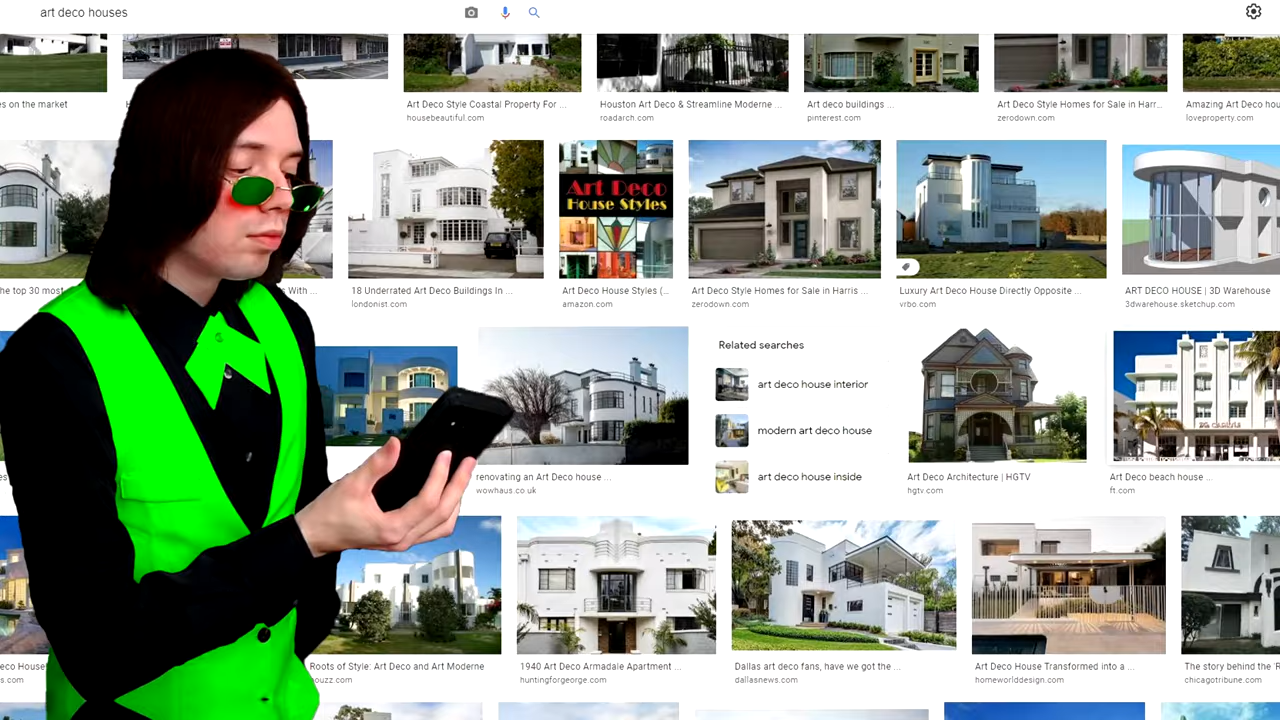 art deco houses
es on the market
Art Deco Style Coastal Property For ...
housebeautiful.com
Houston Art Deco & Streamline Moderne ...
roadarch.com
Art deco buildings ...
pinterest.com
Art Deco Style Homes for Sale in Harr...
zerodown.com
Amazing Art deco hou
loveproperty.com
Art Deco
House Styles
he top 30 most
With ...
18 Underrated Art Deco Buildings In ...
londonist.com
Art Deco House Styles (...
amazon.com
Art Deco Style Homes for Sale in Harris ...
zerodown.com
Luxury Art Deco House Directly Opposite ...
vrbo.com
ART DECO HOUSE | 3D Warehouse
3dwarehouse.sketchup.com
Related searches
art deco house interior
modern art deco house
art deco house inside
renovating an Art Deco house ...
wowhaus.co.uk
Art Deco Architecture | HGTV
hgtv.com
Art Deco beach house ...
ft.com
eco House
s.com
Roots of Style: Art Deco and Art Moderne
ouzz.com
1940 Art Deco Armadale Apartment ...
huntingforgeorge.com
Dallas art deco fans, have we got the ...
dallasnews.com
Art Deco House Transformed into a ...
homeworlddesign.com
The story behind the 'R
chicagotribune.com